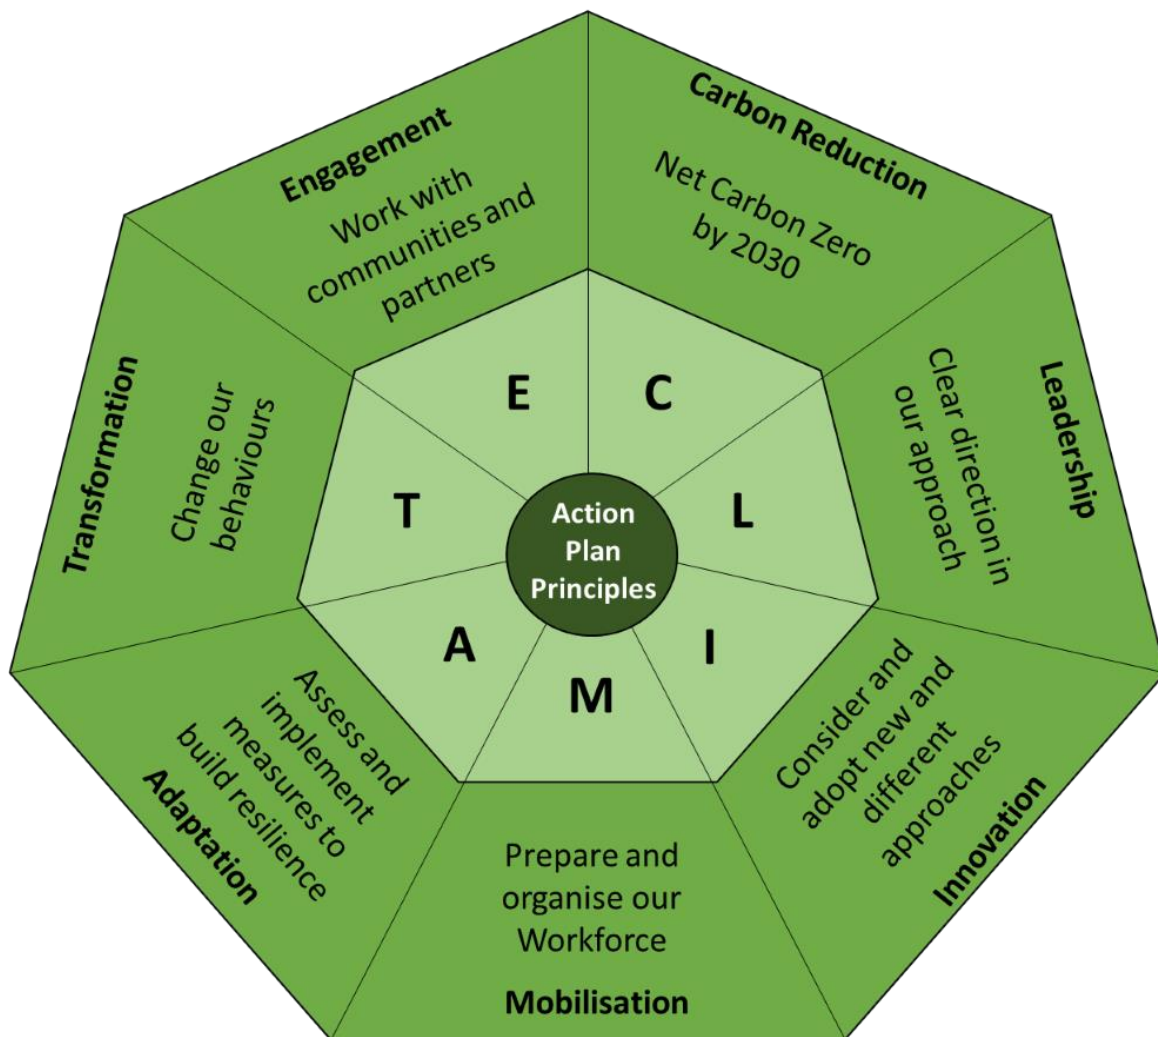 Action
Plan
Principles
C
Carbon Reduction
Net Carbon Zero
by 2030
L
Leadership
Clear direction in
our approach
I
Consider and
adopt new and
different
approaches
Innovation
M
Prepare and
organise our
Workforce
Mobilisation
A
Assess and
implement
measures to
build resilience
Adaptation
T
Transformation
Change our
behaviours
E
Engagement
Work with
communities and
partners